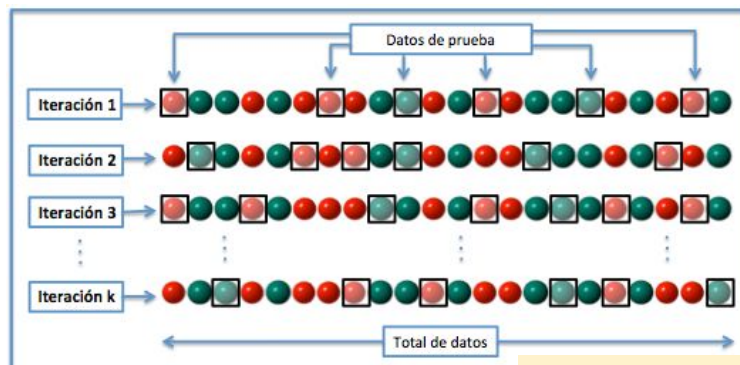 Datos de prueba
Iteración 1
Iteración 2
Iteración 3
Iteración k
Total de datos